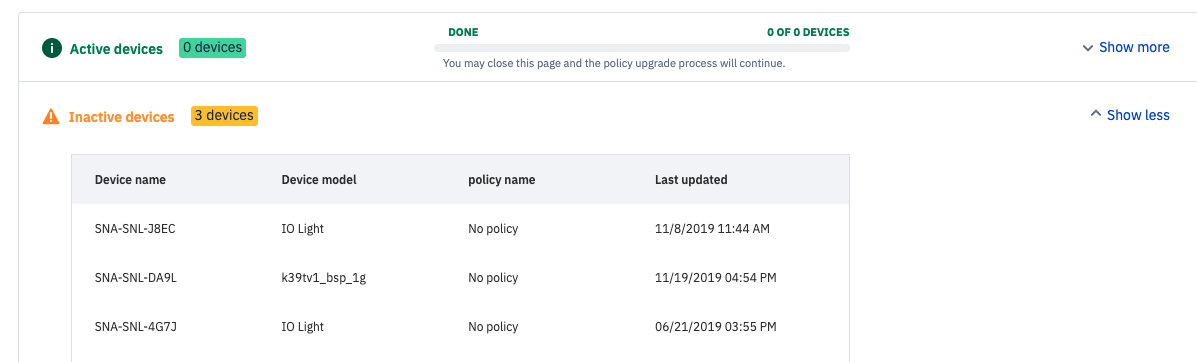 Active devices 0 devices DONE 0 OF 0 DEVICES Show more
You may close this page and the policy upgrade process will continue.
Inactive devices 3 devices Show less
Device name Device model policy name Last updated
SNA-SNL-J8EC IO Light No policy 11/8/2019 11:44 AM
SNA-SNL-DA9L k39tv1_bsp_1g No policy 11/19/2019 04:54 PM
SNA-SNL-4G7J IO Light No policy 06/21/2019 03:55 PM